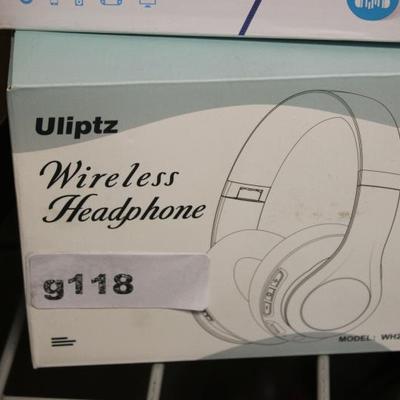 Uliptz
Wireless
Headphone
g118
MODEL: WH2